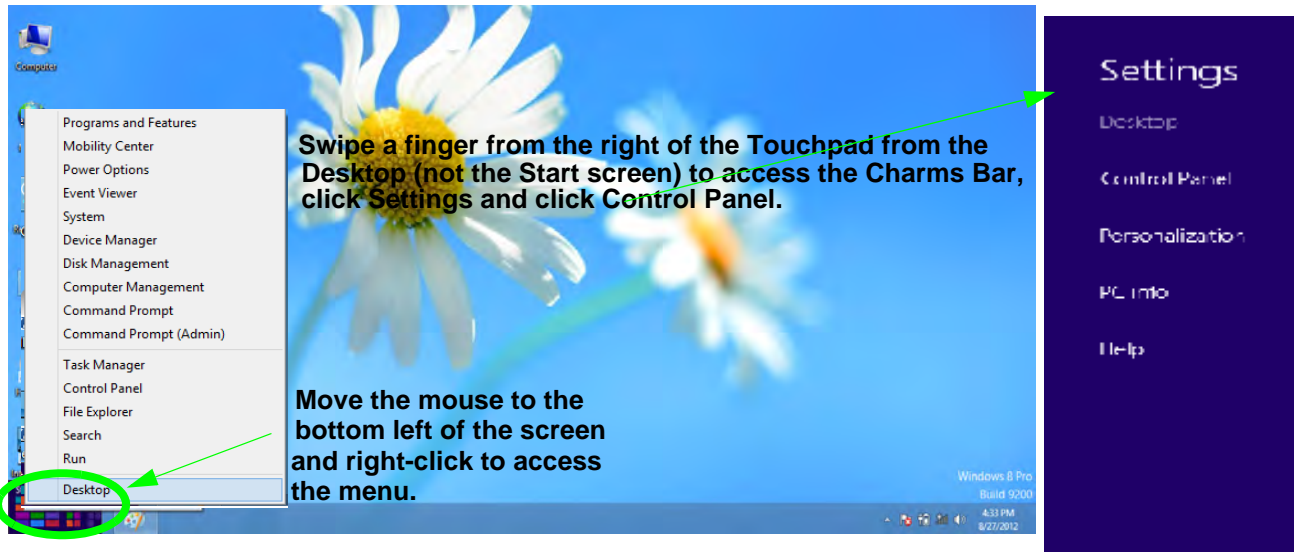 Computer
Programs and Features
Mobility Center
Power Options
Event Viewer
System
Device Manager
Disk Management
Computer Management
Command Prompt
Command Prompt (Admin)
Task Manager
Control Panel
File Explorer
Search
Run
Desktop
Swipe a finger from the right of the Touchpad from the
Desktop (not the Start screen) to access the Charms Bar,
click Settings and click Control Panel.
Move the mouse to the
bottom left of the screen
and right-click to access
the menu.
Windows 8 Pro
Build 9200
4:33 PM
8/27/2012
Settings
Desktop
Control Panel
Personalization
PC info
Help